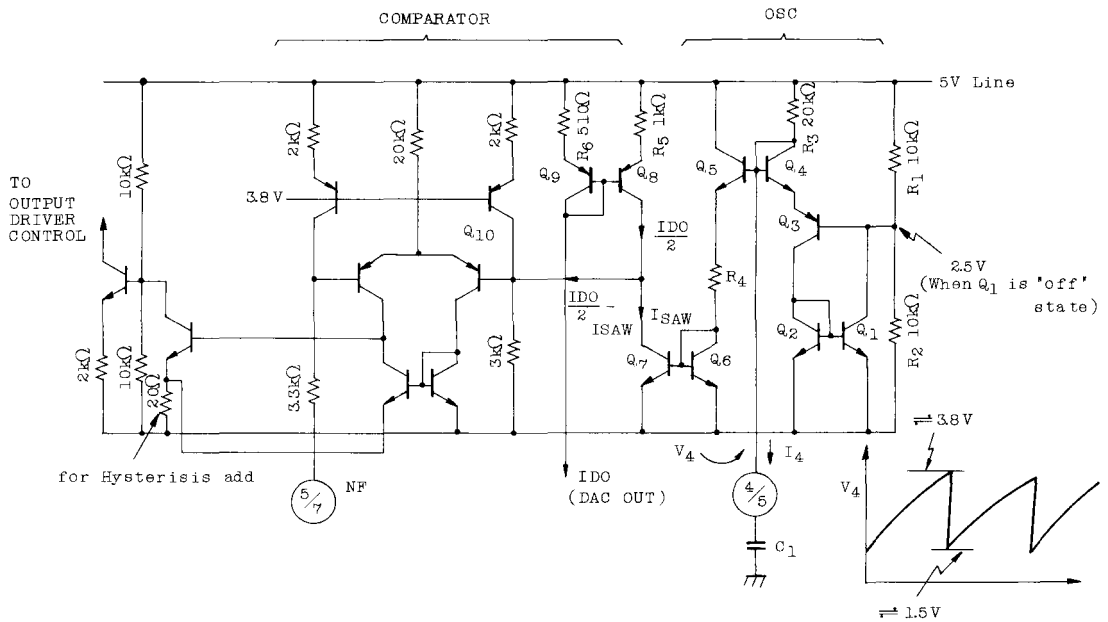 COMPARATOR
OSC
5V Line
2kΩ
20kΩ
2kΩ
R6 510Ω
R5 1kΩ
R3 20kΩ
R1 10kΩ
10kΩ
TO
OUTPUT
DRIVER
CONTROL
3.8V
Q10
Q9
Q8
Q5
Q4
Q3
IDO/2
2.5V
(When Q1 is "off"
state)
IDO/2 - ISAW
ISAW
R4
Q7
Q6
Q2
Q1
R2 10kΩ
2kΩ
10kΩ
20Ω
3.3kΩ
3kΩ
for Hysterisis add
5/7
NF
IDO
(DAC OUT)
V4
I4
4/5
C1
V4
≓3.8V
≓1.5V